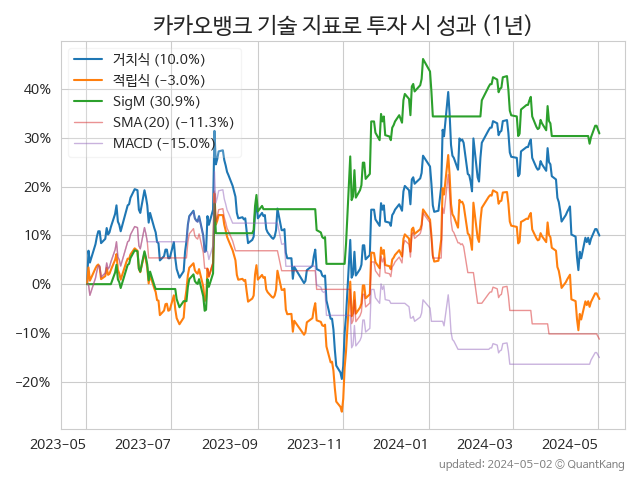 카카오뱅크 기술 지표로 투자 시 성과 (1년)
거치식 (10.0%)
적립식 (−3.0%)
SigM (30.9%)
SMA(20) (−11.3%)
MACD (−15.0%)
40%
30%
20%
10%
0%
−10%
−20%
2023-05
2023-07
2023-09
2023-11
2024-01
2024-03
2024-05
updated: 2024-05-02 © QuantKang